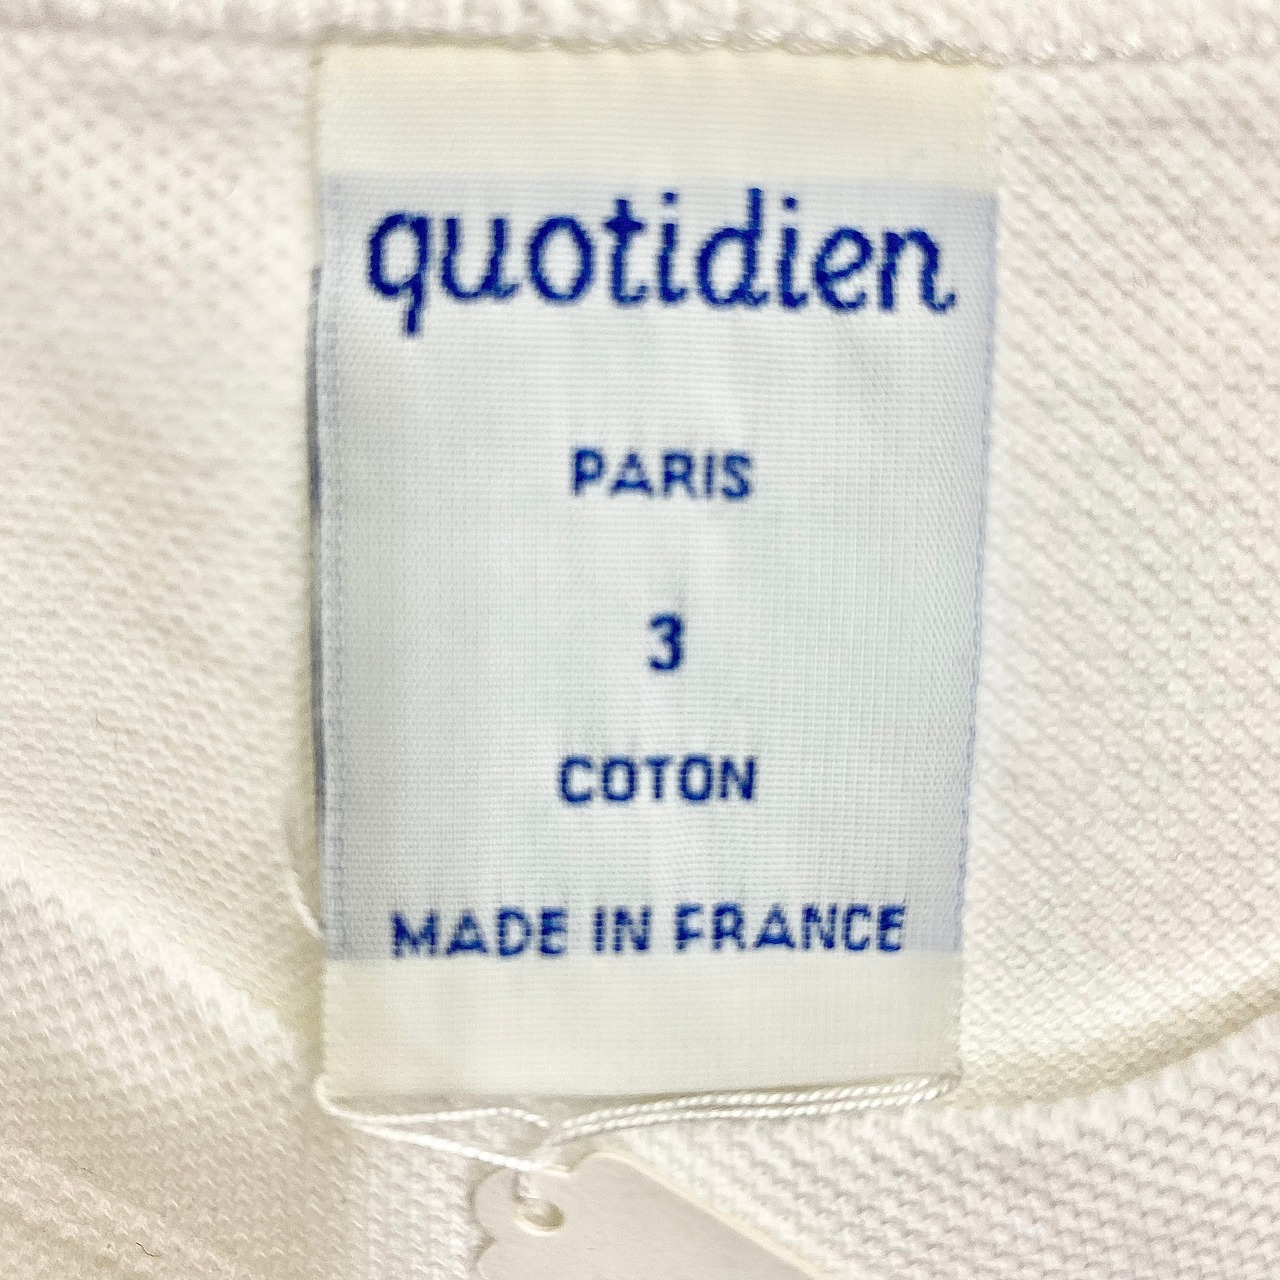 quotidien
PARIS
3
COTON
MADE IN FRANCE